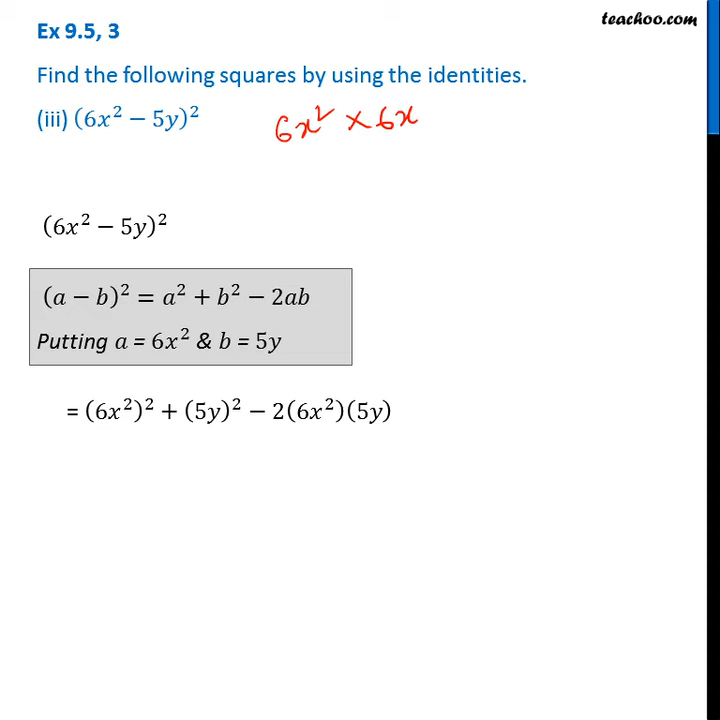 teachoo.com
Ex 9.5, 3
Find the following squares by using the identities.
(iii) (6𝑥² − 5𝑦)² 6x² × 6x
(6𝑥² − 5𝑦)²
(𝑎 − 𝑏)² = 𝑎² + 𝑏² − 2𝑎𝑏
Putting 𝑎 = 6𝑥² & 𝑏 = 5𝑦
= (6𝑥²)² + (5𝑦)² − 2(6𝑥²)(5𝑦)